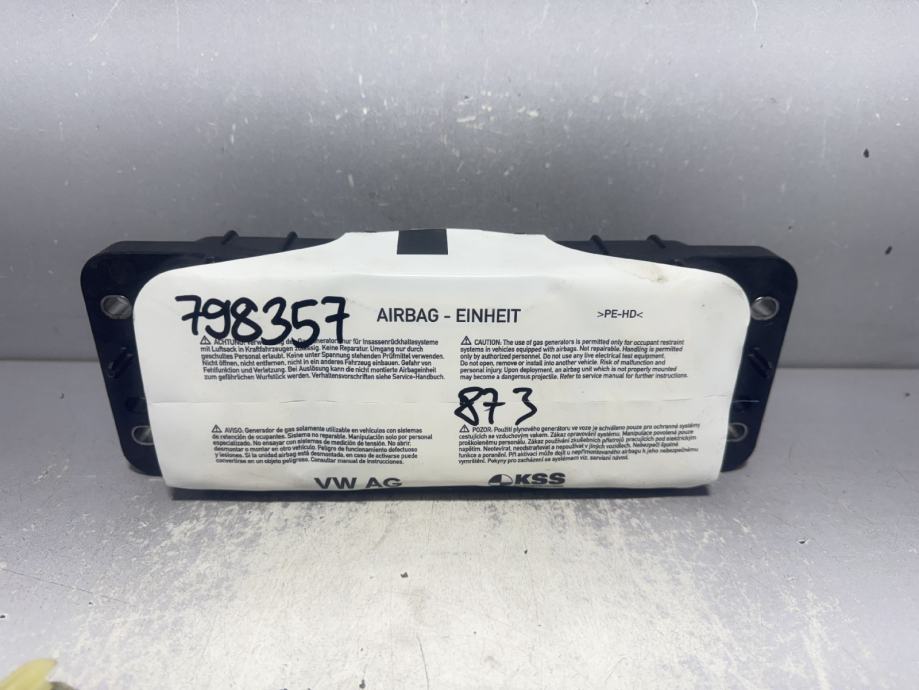 798357
AIRBAG - EINHEIT
>PE-HD<
ACHTUNG: der nur für Insassenrückhaltesysteme
mit Luftsack in Kraftfahrzeugen zulässig. Keine Reparatur. Umgang nur durch
geschultes Personal erlaubt. Keine unter Spannung stehenden Prüfmittel verwenden.
Nicht öffnen, nicht entfernen, nicht in ein anderes Fahrzeug einbauen. Gefahr von
Fehlfunktion und Verletzung. Bei Auslösung kann die nicht montierte Airbageinheit
zum gefährlichen Wurfstück werden. Verhaltensvorschriften siehe Service-Handbuch.
CAUTION: The use of gas generators is permitted only for occupant restraint
systems in vehicles equipped with airbags. Not repairable. Handling is permitted
only by authorized personnel. Do not use any live electrical test equipment.
Do not open, remove or install into another vehicle. Risk of malfunction and
personal injury. Upon deployment, an airbag unit which is not properly mounted
may become a dangerous projectile. Refer to service manual for further instructions.
873
AVISO: Generador de gas solamente utilizable en vehículos con sistemas
de retención de ocupantes. Sistema no reparable. Manipulación solo por personal
especializado. No ensayar con sistemas de medición de tensión. No abrir,
desmontar o montar en otro vehículo. Peligro de funcionamiento defectuoso
y lesiones. Si la unidad airbag está desmontada, en caso de activarse puede
convertirse en un objeto peligroso. Consultar manual de instrucciones.
POZOR: Použití plynového generátoru ve voze je schváleno pouze pro ochranné systémy
cestujících se vzduchovým vakem. Zákaz opravování systému. Manipulace povolena pouze
proškolenému personálu. Zákaz používání zkušebních přístrojů pracujících pod elektrickým
napětím. Neotevírat, neodstraňovat a nepoužívat v jiných vozidlech. Nebezpečí špatné
funkce a poranění. Při aktivaci může dojít u nepřimontovaného airbagu k jeho nebezpečnému
vymrštění. Pokyny pro zacházení se systémem viz. servisní návod.
VW AG
KSS